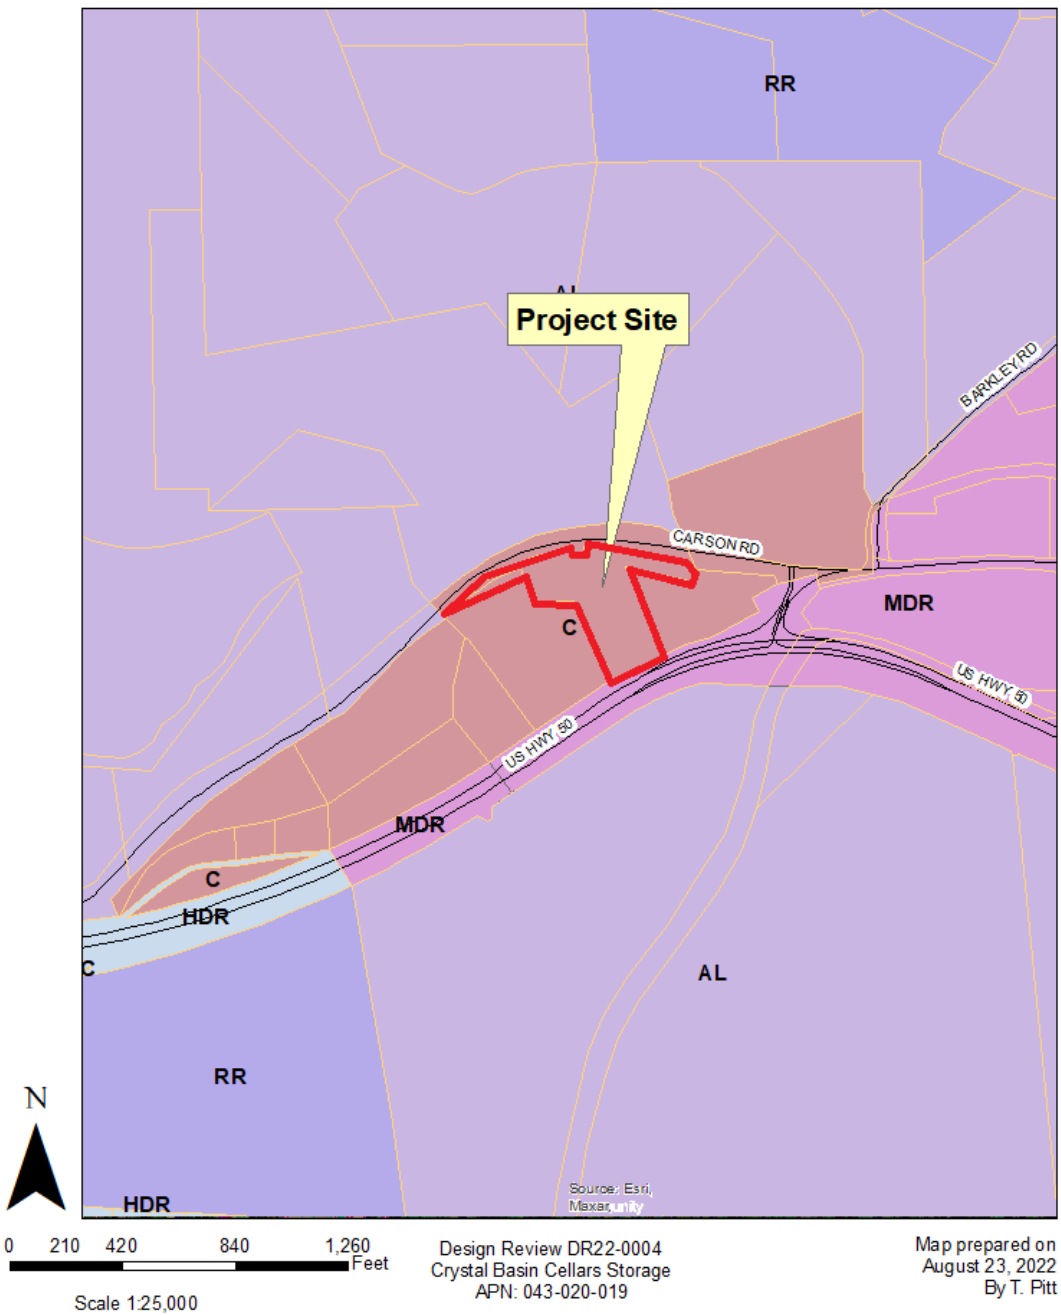 RR
AL
Project Site
BARKLEY RD
CARSON RD
MDR
C
US HWY 50
US HWY 50
MDR
C
HDR
C
AL
RR
N
HDR
Source: Esri,
Maxar,
0 210 420 840 1,260
Feet
Scale 1:25,000
Design Review DR22-0004
Crystal Basin Cellars Storage
APN: 043-020-019
Map prepared on
August 23, 2022
By T. Pitt